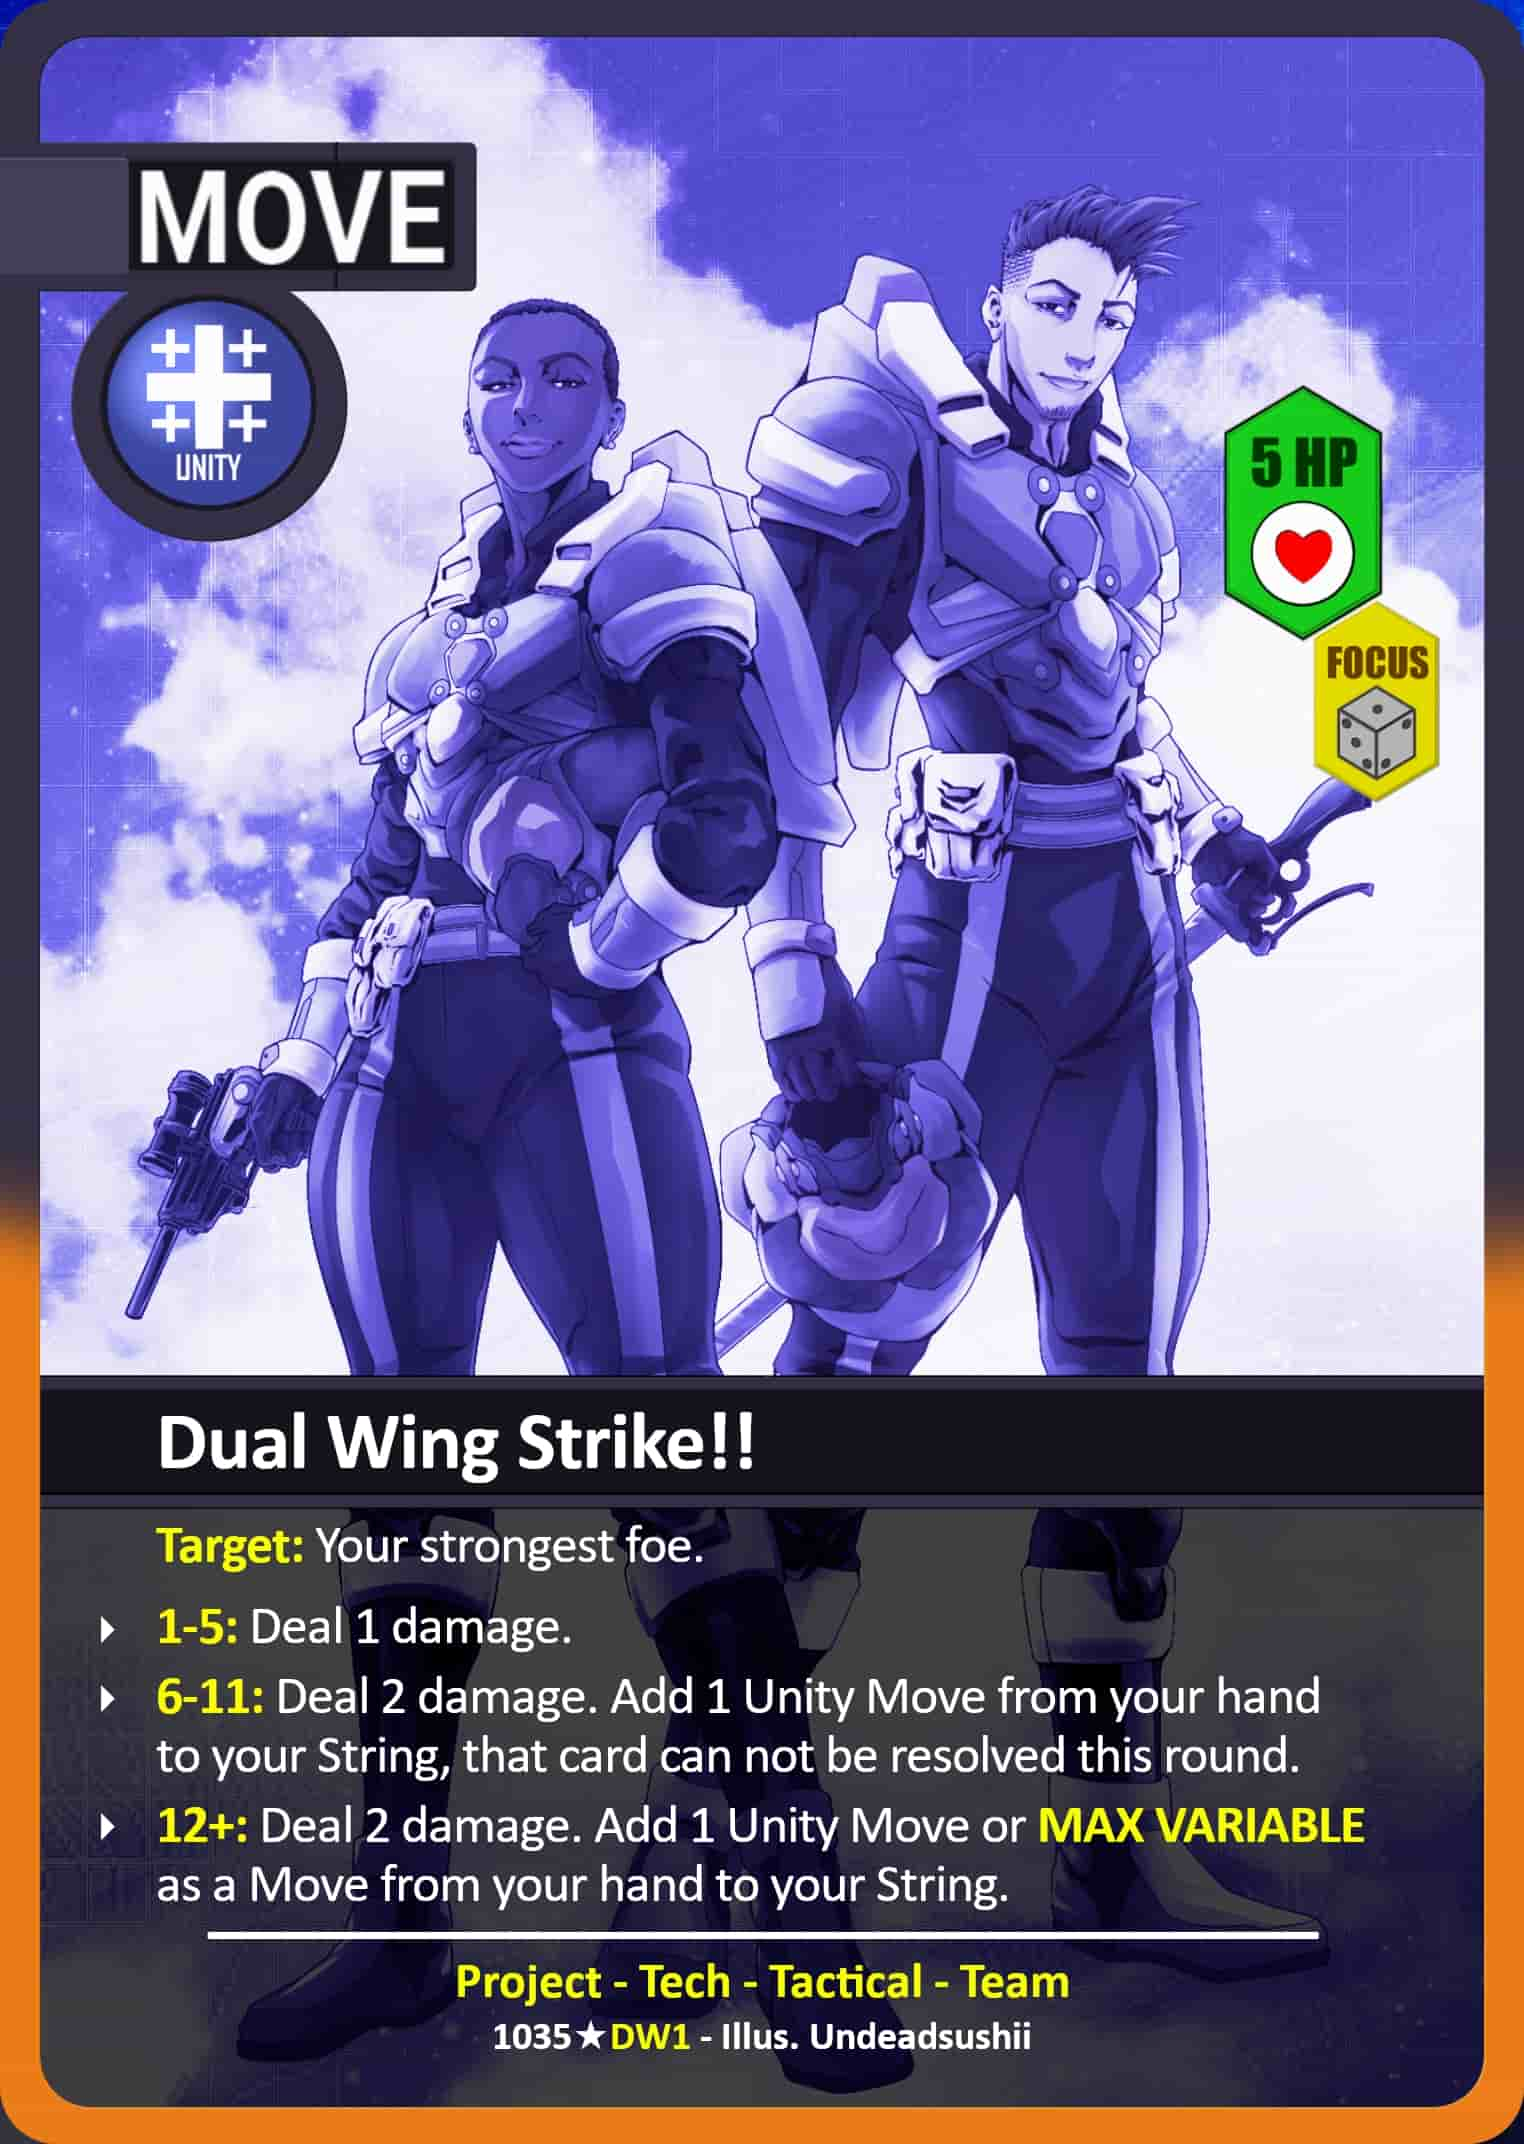 MOVE
UNITY
5 HP
FOCUS
Dual Wing Strike!!
Target: Your strongest foe.
1-5: Deal 1 damage.
6-11: Deal 2 damage. Add 1 Unity Move from your hand
to your String, that card can not be resolved this round.
12+: Deal 2 damage. Add 1 Unity Move or MAX VARIABLE
as a Move from your hand to your String.
Project - Tech - Tactical - Team
1035★DW1 - Illus. Undeadsushii